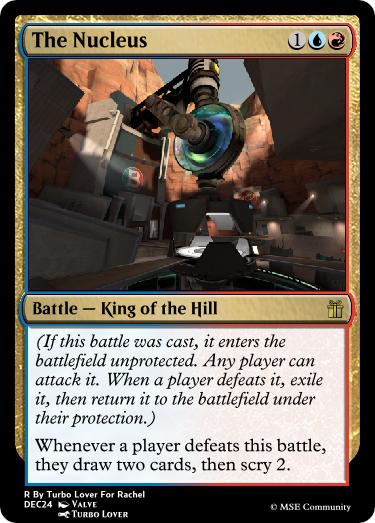 The Nucleus 1
Battle — King of the Hill
(If this battle was cast, it enters the
battlefield unprotected. Any player can
attack it. When a player defeats it, exile
it, then return it to the battlefield under
their protection.)
Whenever a player defeats this battle,
they draw two cards, then scry 2.
R By Turbo Lover For Rachel
DEC24 Valve © MSE Community
Turbo Lover